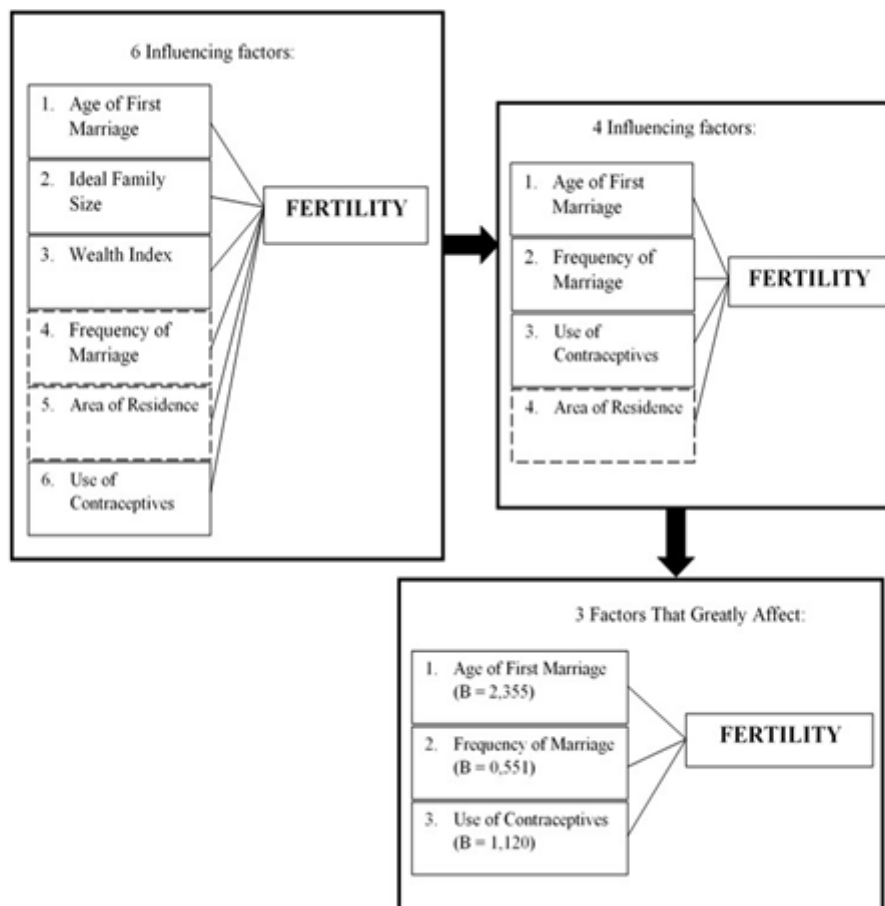 6 Influencing factors:
1. Age of First
Marriage
2. Ideal Family
Size
3. Wealth Index
4. Frequency of
Marriage
5. Area of Residence
6. Use of
Contraceptives
FERTILITY
4 Influencing factors:
1. Age of First
Marriage
2. Frequency of
Marriage
3. Use of
Contraceptives
4. Area of Residence
FERTILITY
3 Factors That Greatly Affect:
1. Age of First Marriage
(B = 2,355)
2. Frequency of Marriage
(B = 0,551)
3. Use of Contraceptives
(B = 1,120)
FERTILITY